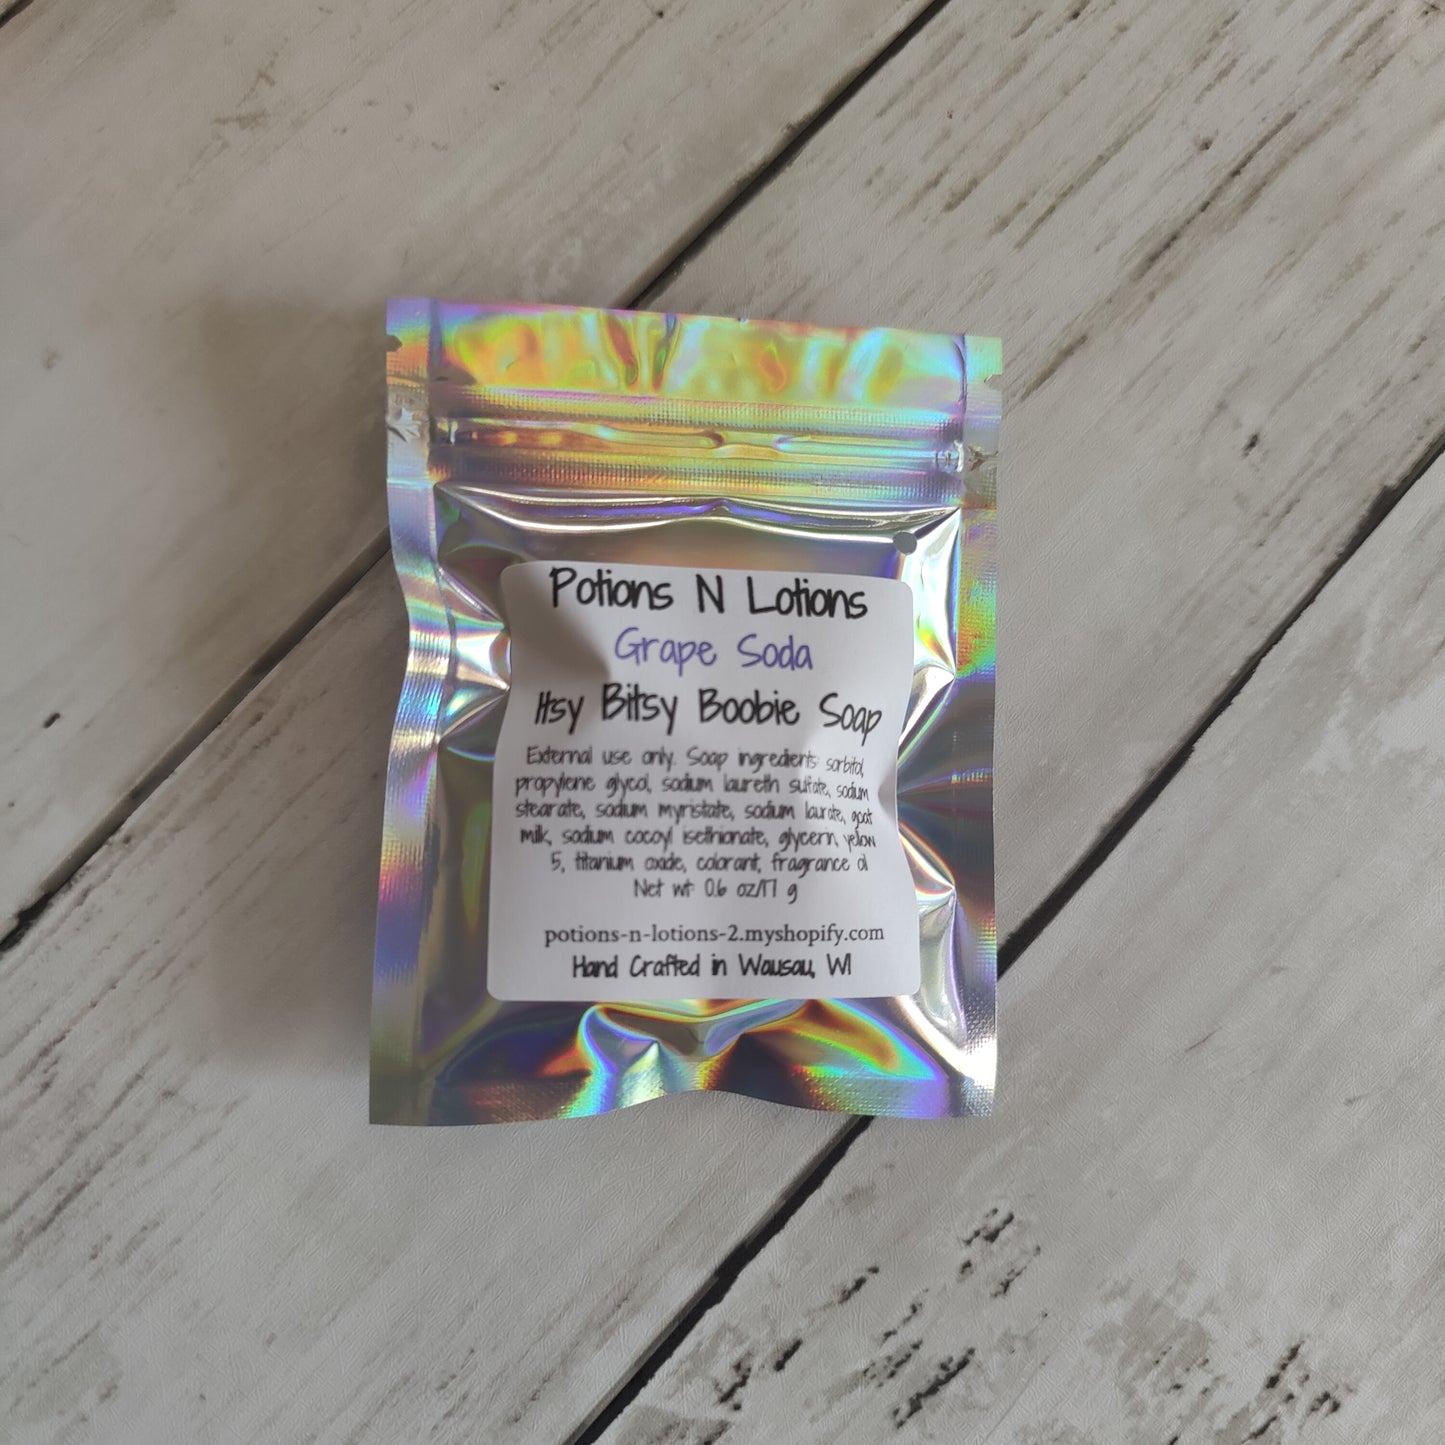 Potions N Lotions
Grape Soda
Itsy Bitsy Boobie Soap
External use only. Soap ingredients: sorbitol,
propylene glycol, sodium laureth sulfate, sodium
stearate, sodium myristate, sodium laurate, goat
milk, sodium cocoyl isethionate, glycerin, yellow
5, titanium oxide, colorant, fragrance oil
Net wt: 0.6 oz/17 g
potions-n-lotions-2.myshopify.com
Hand Crafted in Wausau, WI